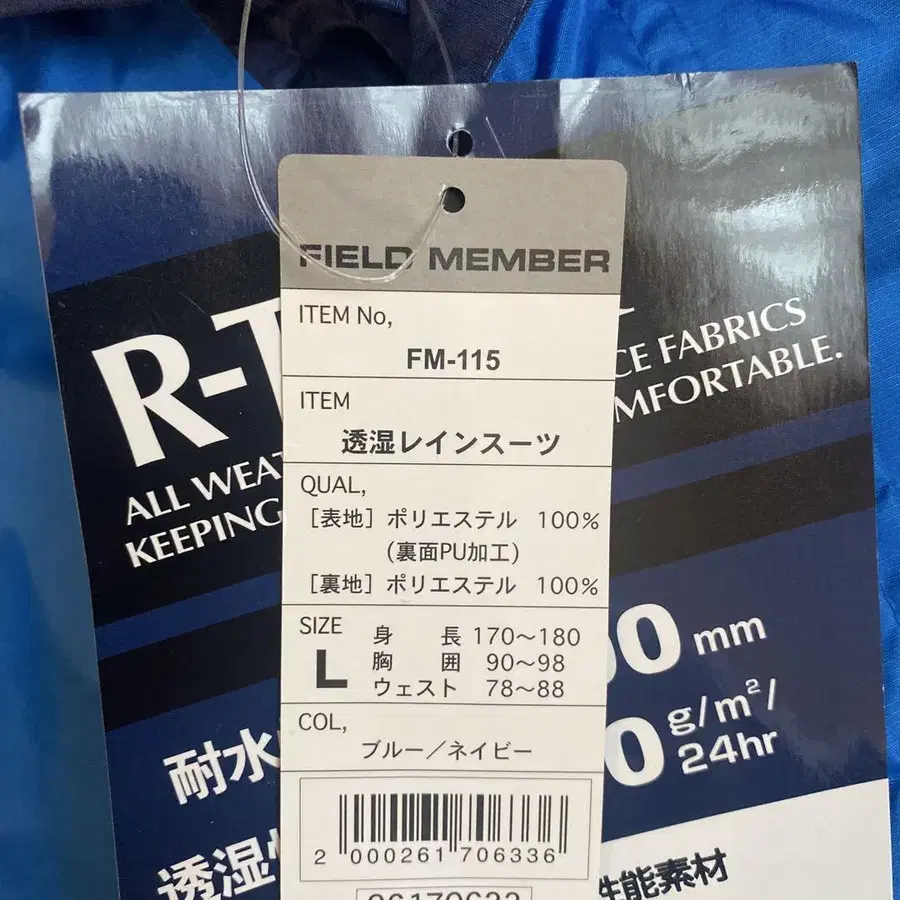 FIELD MEMBER
ITEM No,
FM-115
ITEM
透湿レインスーツ
QUAL,
［表地］ポリエステル 100%
(裏面PU加工)
［裏地］ポリエステル 100%
SIZE
L
身長 170〜180
胸囲 90〜98
ウェスト 78〜88
COL,
ブルー／ネイビー
2 000261 706336
R-T
CE FABRICS
ALL WEAT
MFORTABLE.
KEEPING
00 mm
耐水
0 g/m²/
24hr
透湿性
性能素材